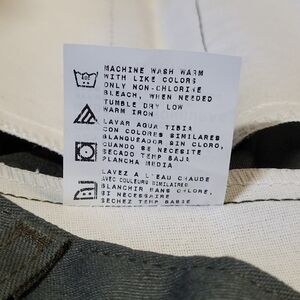 MACHINE WASH WARM
WITH LIKE COLORS
ONLY NON-CHLORINE
BLEACH, WHEN NEEDED
TUMBLE DRY LOW
WARM IRON
LAVAR AGUA TIBIA
CON COLORES SIMILARES
BLANQUEADOR SIN CLORO,
CUANDO SE NECESITE
SECADO TEMP BAJA
PLANCHA MEDIA
LAVEZ A L'EAU CHAUDE
AVEC COULEURS SIMILAIRES
BLANCHIR SANS CHLORE,
SI NECESSAIRE
SECHEZ TEMP BASSE